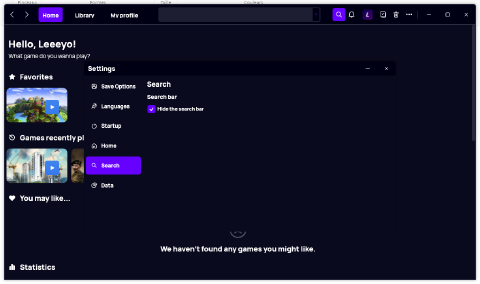 Home
Library
My profile
Hello, Leeeyo!
What game do you wanna play?
Favorites
Games recently pl
You may like...
We haven't found any games you might like.
Statistics
Settings
Save Options
Languages
Startup
Home
Search
Data
Search
Search bar
Hide the search bar